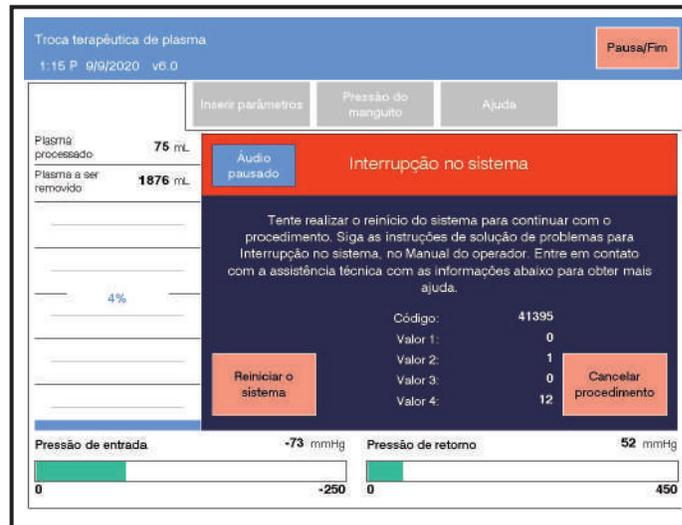 Troca terapêutica de plasma
Pausa/Fim
1:15 P 9/9/2020 v6.0
Inserir parâmetros
Pressão do
manguito
Ajuda
Plasma
processado
75 mL
Plasma a ser
removido
1876 mL
4%
Áudio
pausado
Interrupção no sistema
Tente realizar o reinício do sistema para continuar com o
procedimento. Siga as instruções de solução de problemas para
Interrupção no sistema, no Manual do operador. Entre em contato
com a assistência técnica com as informações abaixo para obter mais
ajuda.
Código: 41395
Valor 1: 0
Valor 2: 1
Valor 3: 0
Valor 4: 12
Reiniciar o
sistema
Cancelar
procedimento
Pressão de entrada -73 mmHg
0 -250
Pressão de retorno 52 mmHg
0 450